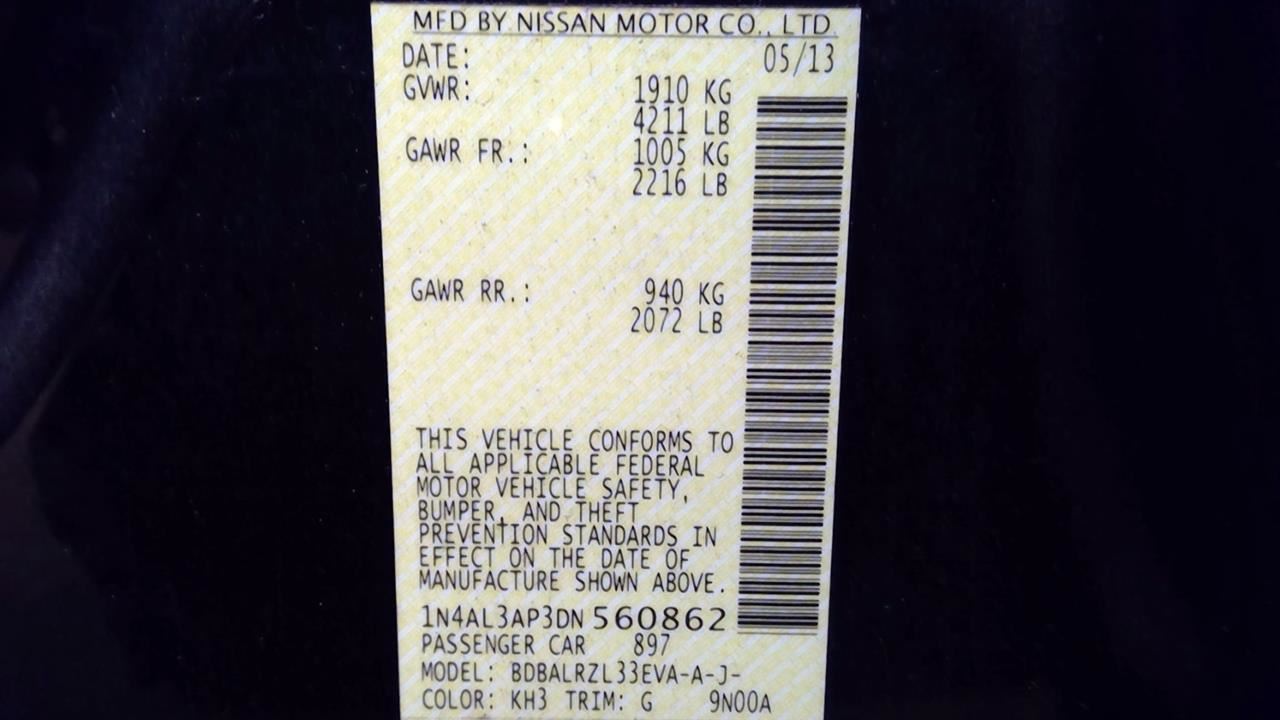 MFD BY NISSAN MOTOR CO., LTD.
DATE: 05/13
GVWR: 1910 KG
4211 LB
GAWR FR.: 1005 KG
2216 LB
GAWR RR.: 940 KG
2072 LB
THIS VEHICLE CONFORMS TO
ALL APPLICABLE FEDERAL
MOTOR VEHICLE SAFETY,
BUMPER, AND THEFT
PREVENTION STANDARDS IN
EFFECT ON THE DATE OF
MANUFACTURE SHOWN ABOVE.
1N4AL3AP3DN560862
PASSENGER CAR 897
MODEL: BDBALRZL33EVA-A-J-
COLOR: KH3 TRIM: G 9N00A